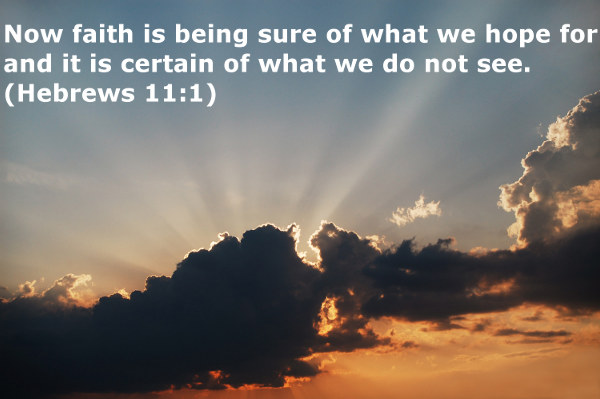 Now faith is being sure of what we hope for
and it is certain of what we do not see.
(Hebrews 11:1)